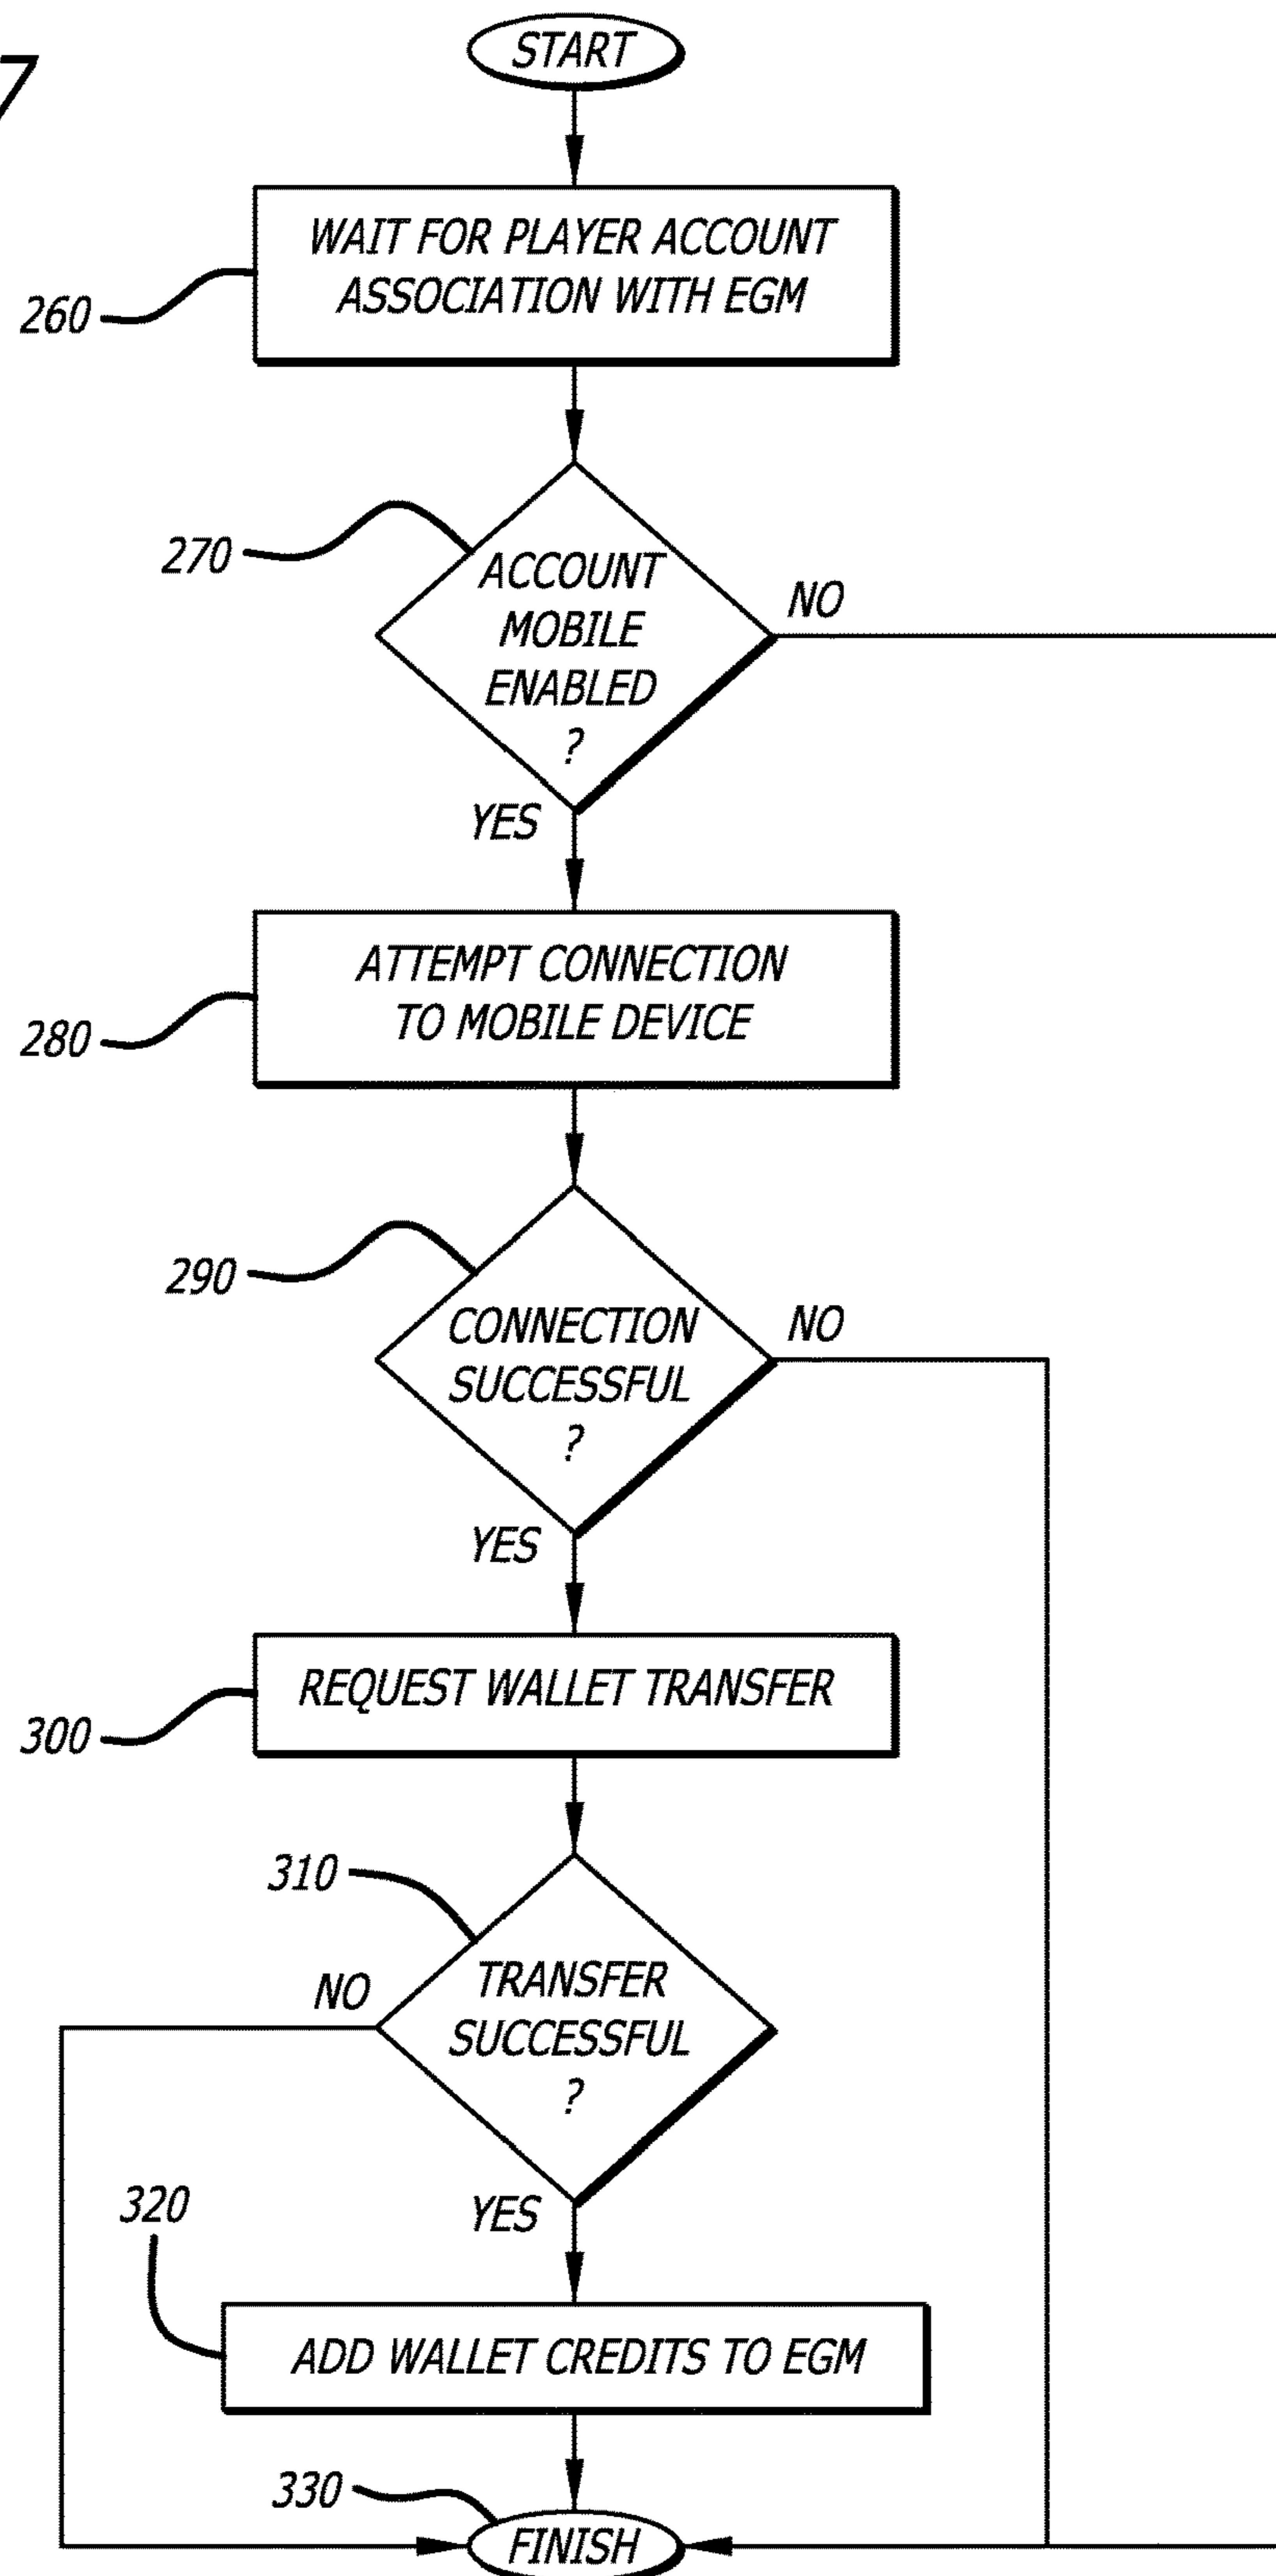 7
START
WAIT FOR PLAYER ACCOUNT
ASSOCIATION WITH EGM
260
270
ACCOUNT
MOBILE
ENABLED
?
NO
YES
ATTEMPT CONNECTION
TO MOBILE DEVICE
280
290
CONNECTION
SUCCESSFUL
?
NO
YES
REQUEST WALLET TRANSFER
300
310
TRANSFER
SUCCESSFUL
?
NO
YES
320
ADD WALLET CREDITS TO EGM
330
FINISH